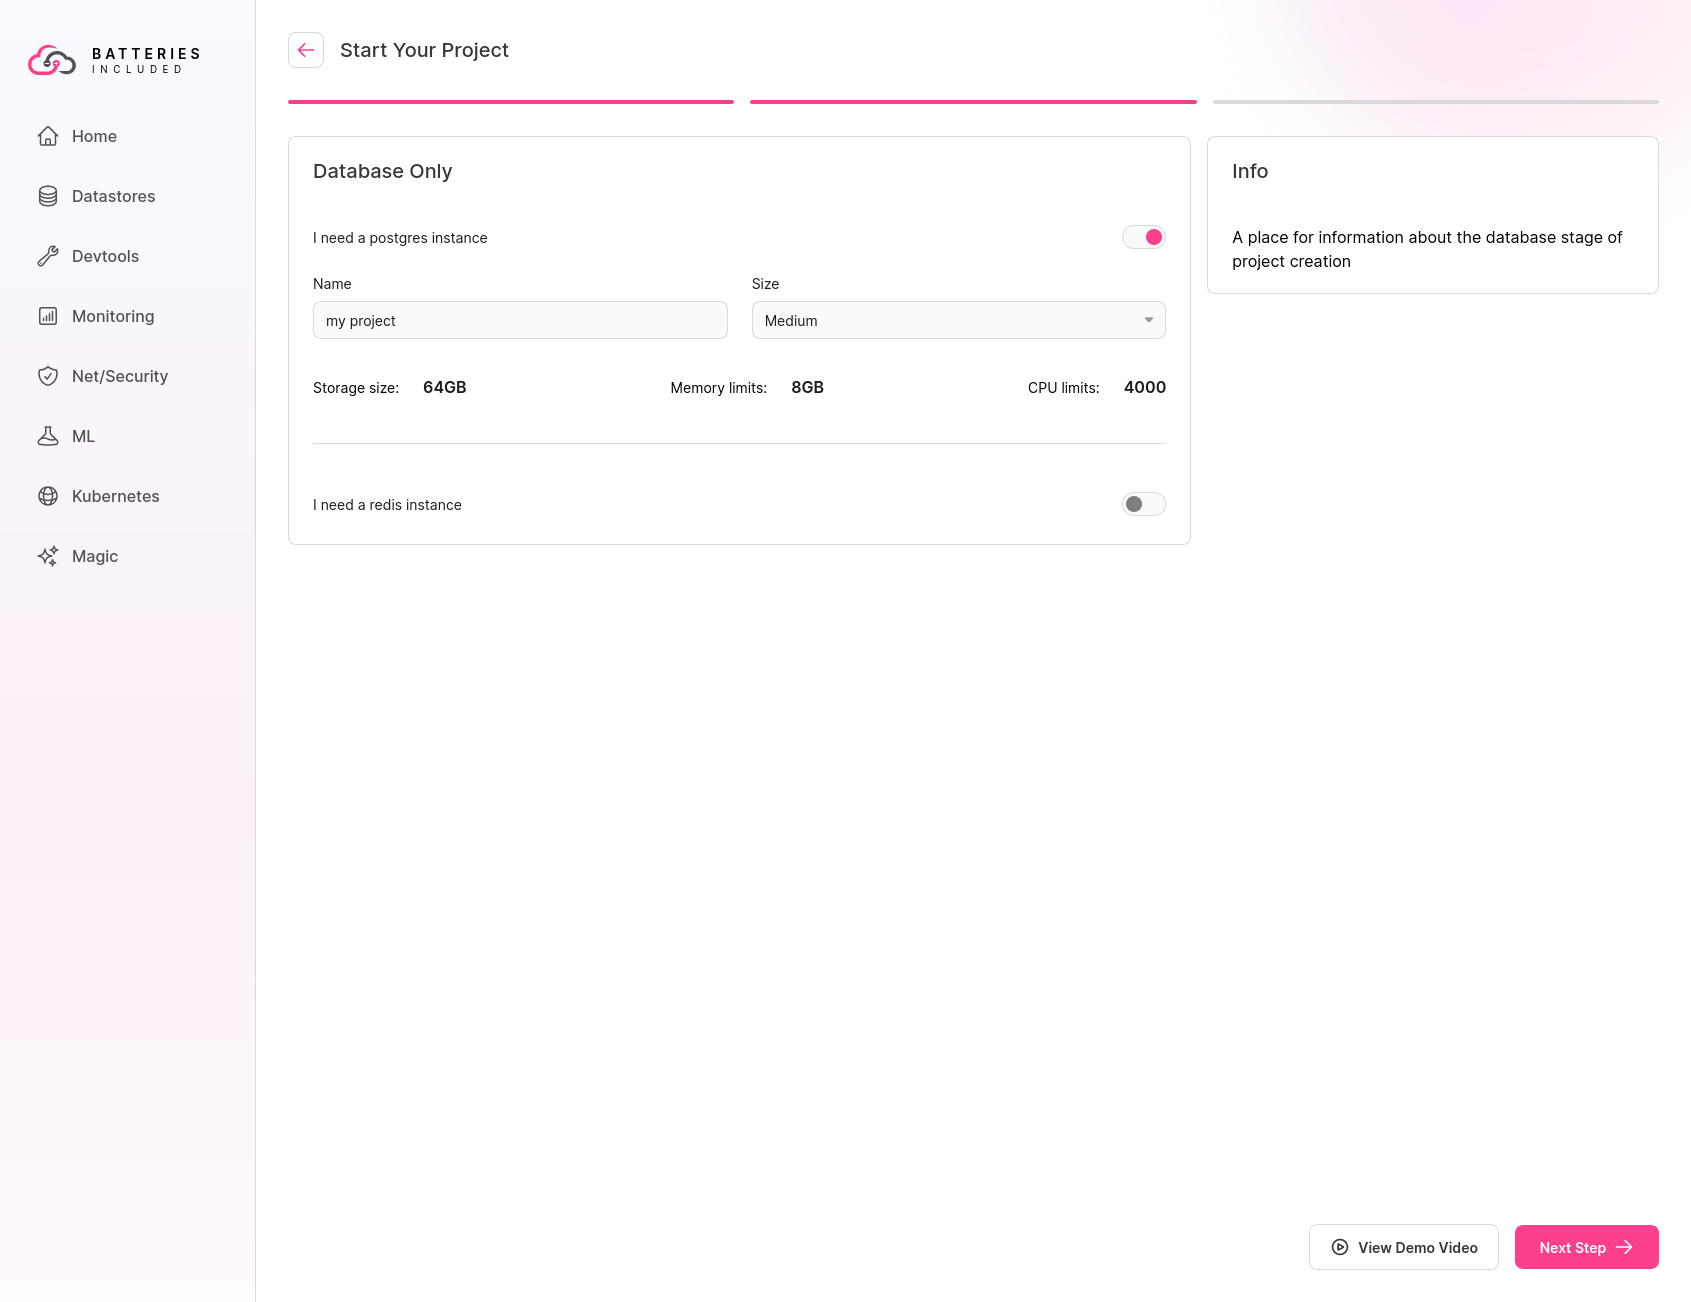 BATTERIES
INCLUDED
Home
Datastores
Devtools
Monitoring
Net/Security
ML
Kubernetes
Magic
Start Your Project
Database Only
I need a postgres instance
Name
Size
my project
Medium
Storage size: 64GB
Memory limits: 8GB
CPU limits: 4000
I need a redis instance
Info
A place for information about the database stage of
project creation
View Demo Video
Next Step